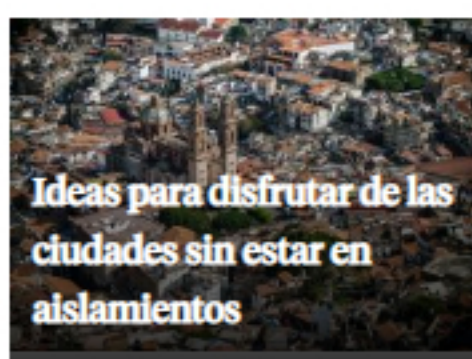 Ideas para disfrutar de las
ciudades sin estar en
aislamientos